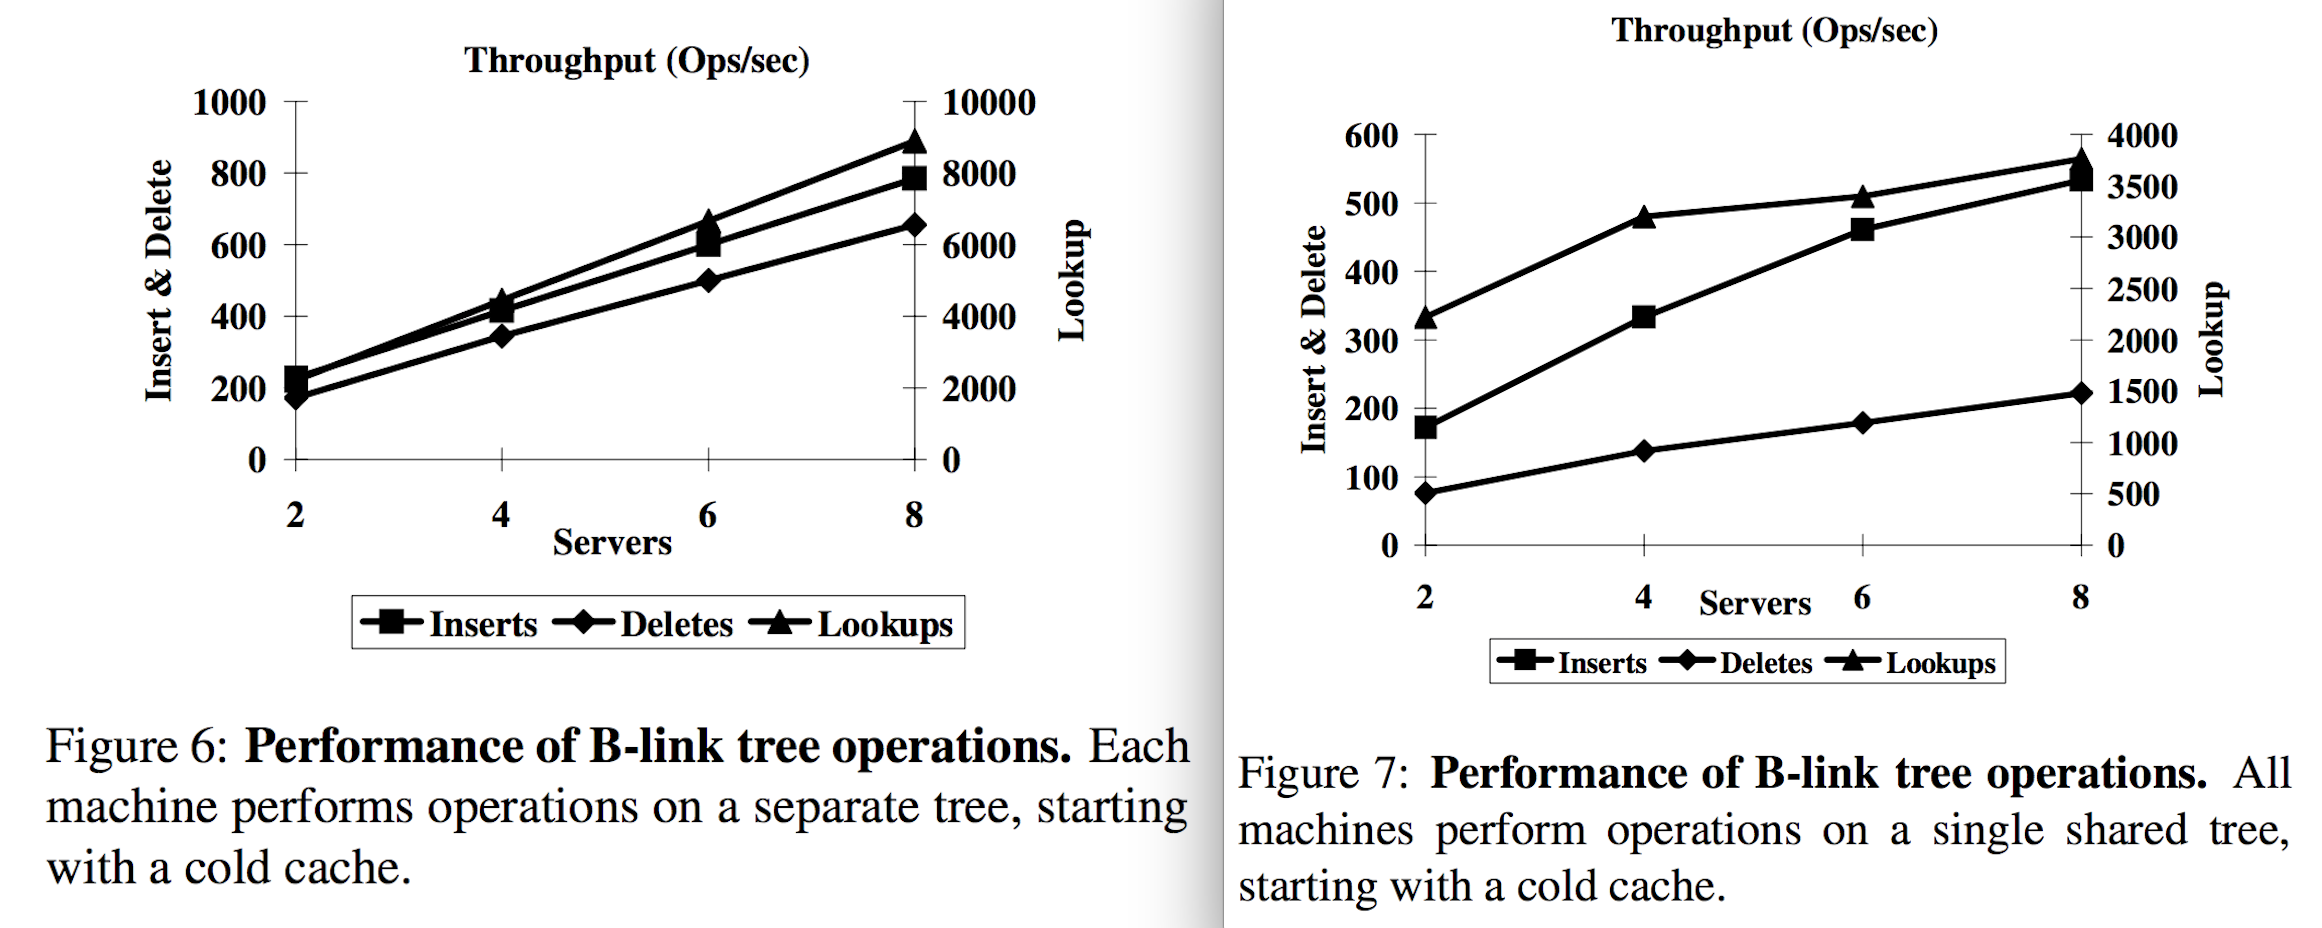 Throughput (Ops/sec)
1000
800
600
400
200
0
Insert & Delete
10000
8000
6000
4000
2000
0
Lookup
2 4 6 8
Servers
Inserts Deletes Lookups
Figure 6: Performance of B-link tree operations. Each
machine performs operations on a separate tree, starting
with a cold cache.
Throughput (Ops/sec)
600
500
400
300
200
100
0
Insert & Delete
4000
3500
3000
2500
2000
1500
1000
500
0
Lookup
2 4 6 8
Servers
Inserts Deletes Lookups
Figure 7: Performance of B-link tree operations. All
machines perform operations on a single shared tree,
starting with a cold cache.